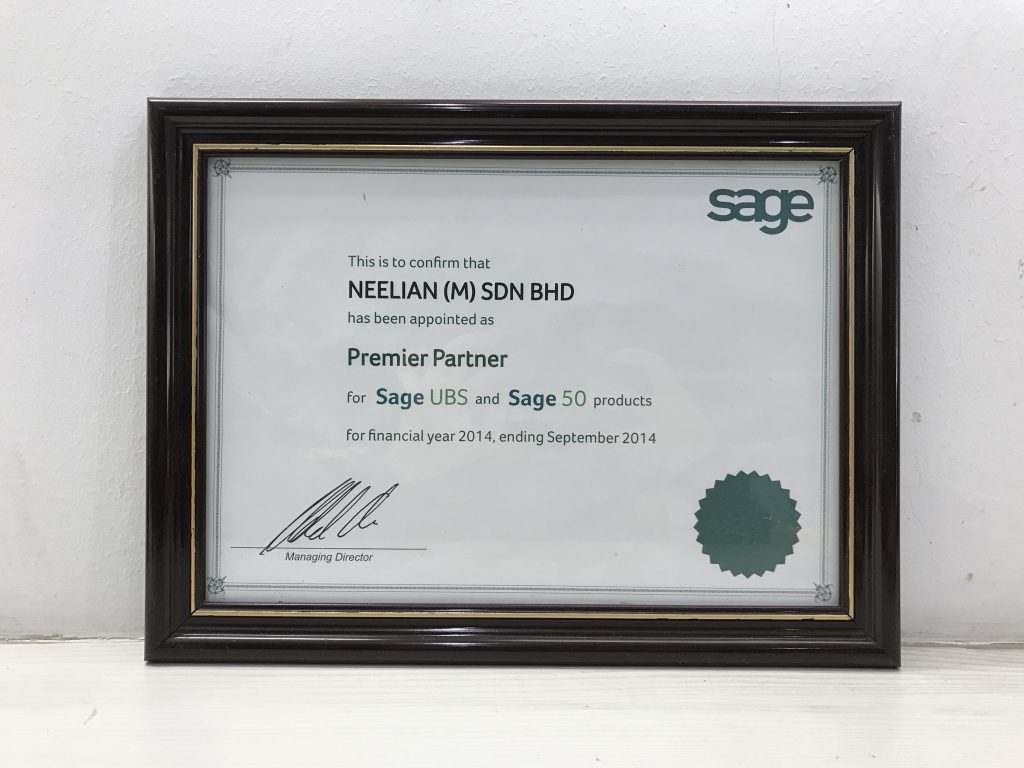 sage
This is to confirm that
NEELIAN (M) SDN BHD
has been appointed as
Premier Partner
for Sage UBS and Sage 50 products
for financial year 2014, ending September 2014
Managing Director